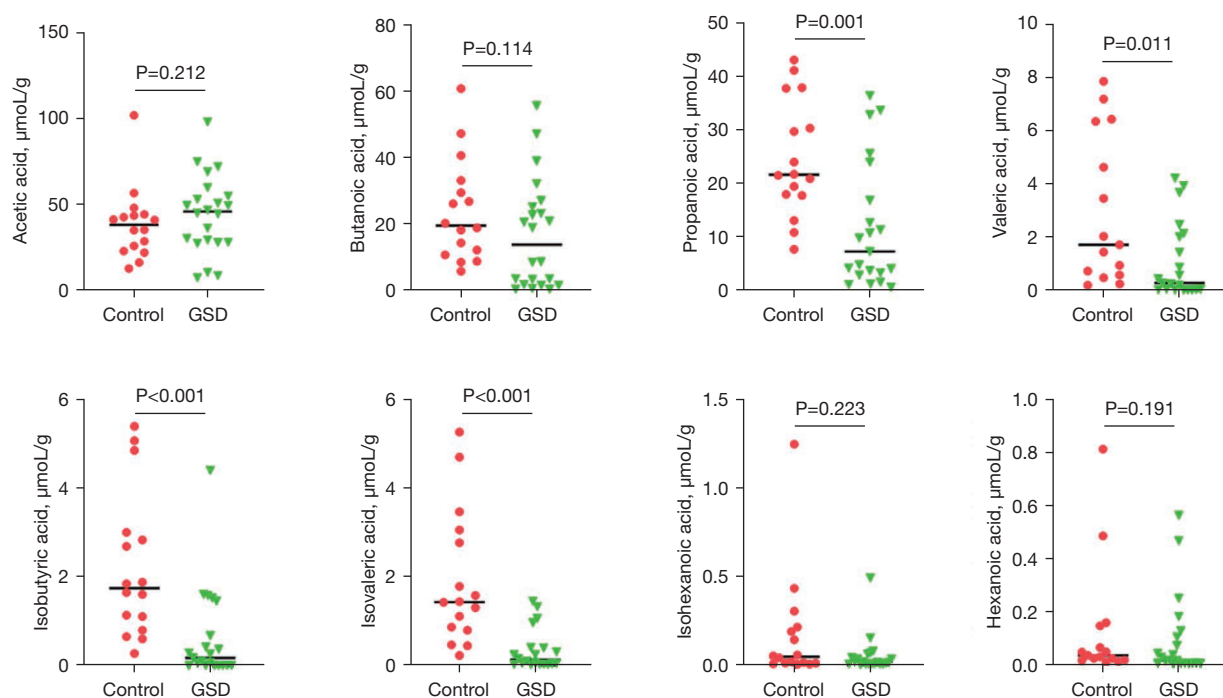 Acetic acid, µmoL/g
150
100
50
0
P=0.212
Control
GSD
Butanoic acid, µmoL/g
80
60
40
20
0
P=0.114
Control
GSD
Propanoic acid, µmoL/g
50
40
30
20
10
0
P=0.001
Control
GSD
Valeric acid, µmoL/g
10
8
6
4
2
0
P=0.011
Control
GSD
Isobutyric acid, µmoL/g
6
4
2
0
P<0.001
Control
GSD
Isovaleric acid, µmoL/g
6
4
2
0
P<0.001
Control
GSD
Isohexanoic acid, µmoL/g
1.5
1.0
0.5
0.0
P=0.223
Control
GSD
Hexanoic acid, µmoL/g
1.0
0.8
0.6
0.4
0.2
0.0
P=0.191
Control
GSD